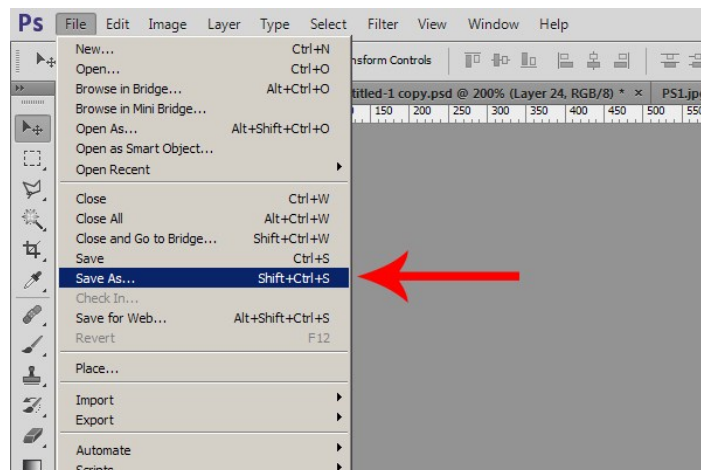 Ps File Edit Image Layer Type Select Filter View Window Help
New... Ctrl+N
nsform Controls
Open... Ctrl+O
Browse in Bridge... Alt+Ctrl+O
titled-1 copy.psd @ 200% (Layer 24, RGB/8) * × PS1.jp
Browse in Mini Bridge...
150 200 250 300 350 400 450 500 550
Open As... Alt+Shift+Ctrl+O
Open as Smart Object...
Open Recent
Close Ctrl+W
Close All Alt+Ctrl+W
Close and Go to Bridge... Shift+Ctrl+W
Save Ctrl+S
Save As... Shift+Ctrl+S
Check In...
Save for Web... Alt+Shift+Ctrl+S
Revert F12
Place...
Import
Export
Automate
Scripts